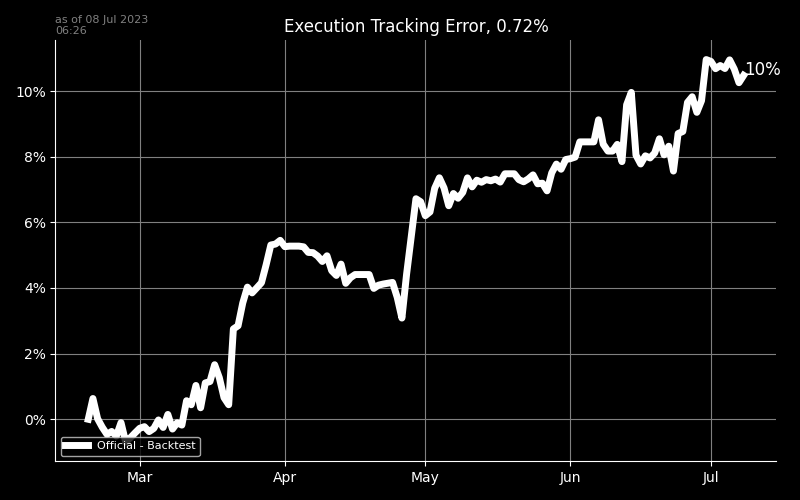 as of 08 Jul 2023
06:26
Execution Tracking Error, 0.72%
10%
10%
8%
6%
4%
2%
0%
Official - Backtest
Mar
Apr
May
Jun
Jul